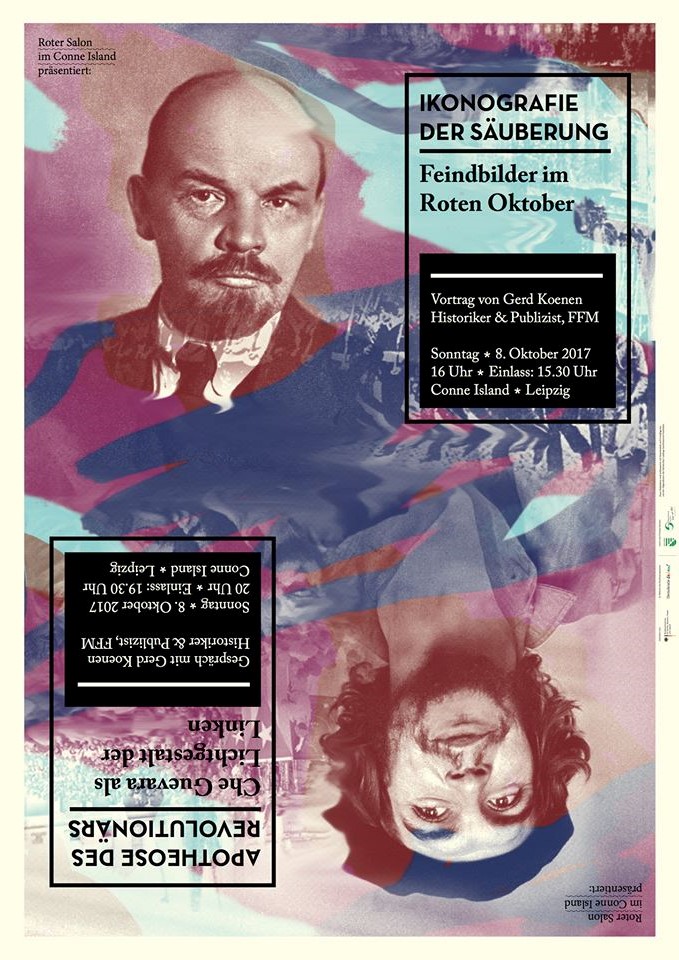 Roter Salon
im Conne Island
präsentiert:
IKONOGRAFIE
DER SÄUBERUNG
Feindbilder im
Roten Oktober
Vortrag von Gerd Koenen
Historiker & Publizist, FFM
Sonntag * 8. Oktober 2017
16 Uhr * Einlass: 15.30 Uhr
Conne Island * Leipzig
Roter Salon
im Conne Island
präsentiert:
APOTHEOSE DES
REVOLUTIONÄRS
Che Guevara als
Lichtgestalt der
Linken
Gespräch mit Gerd Koenen
Historiker & Publizist, FFM
Sonntag * 8. Oktober 2017
20 Uhr * Einlass: 19.30 Uhr
Conne Island * Leipzig